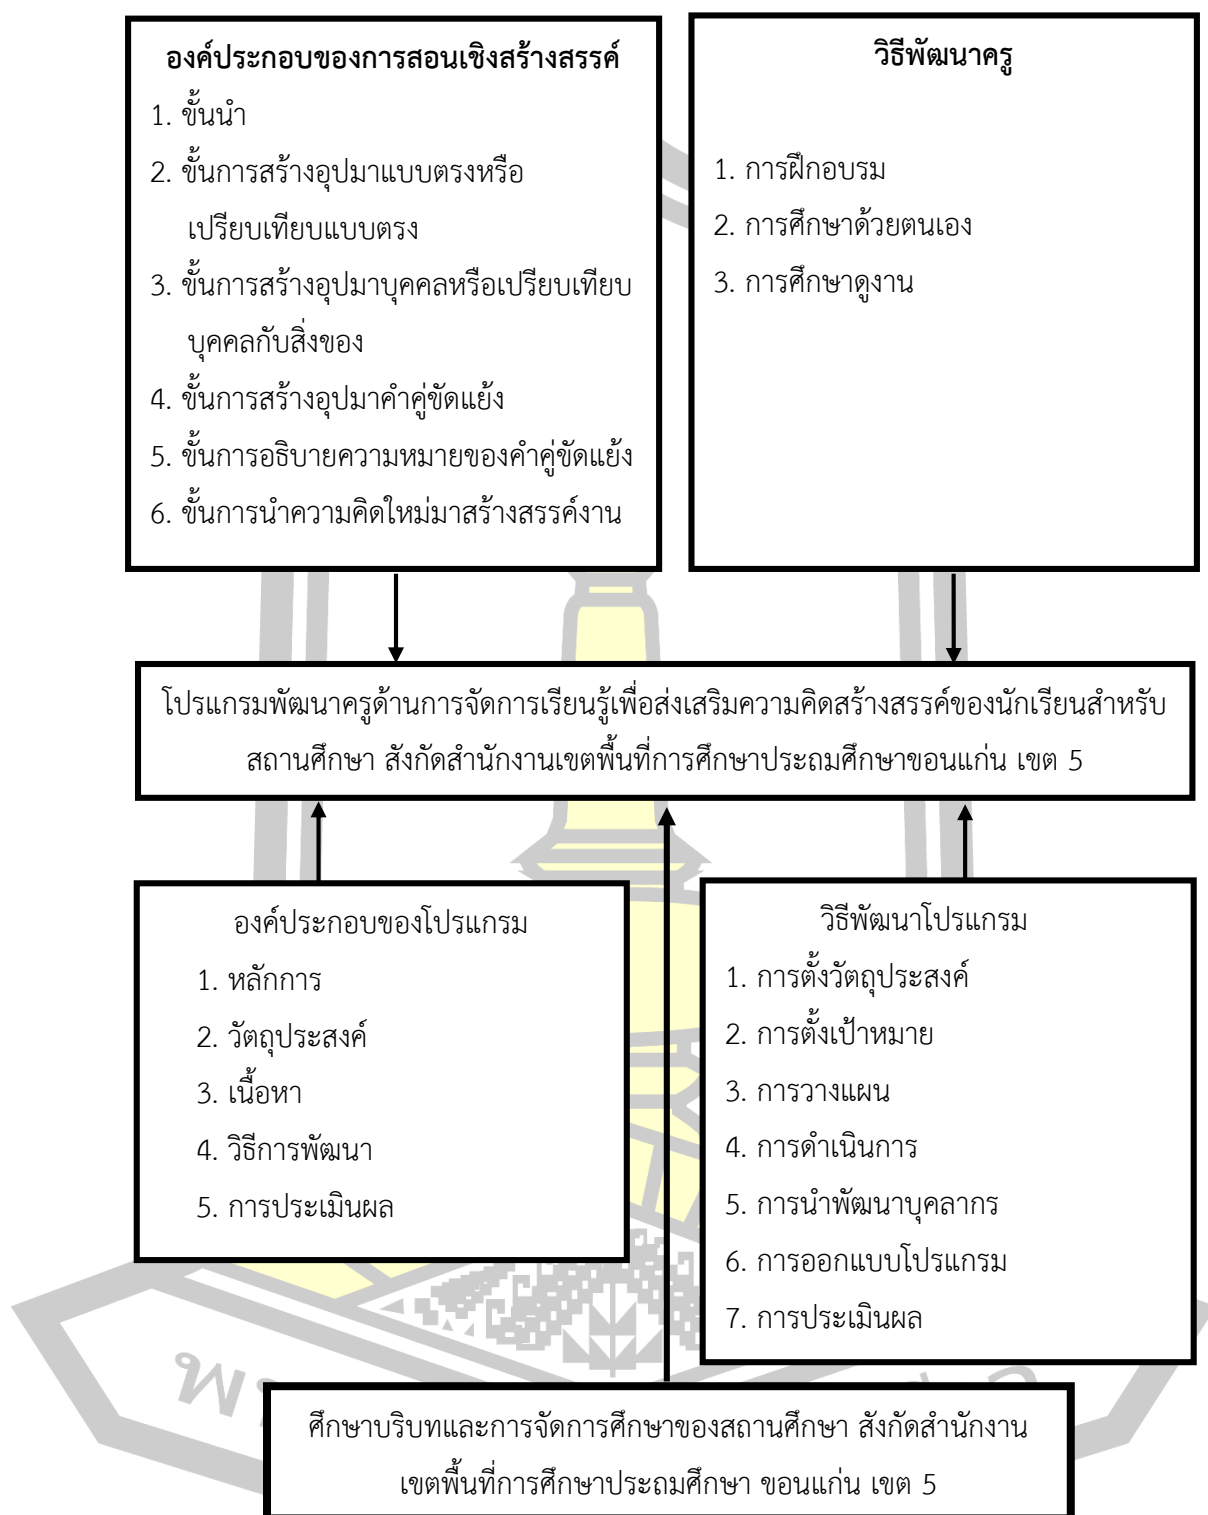 องค์ประกอบของการสอนเชิงสร้างสรรค์
1. ขั้นนำ
2. ขั้นการสร้างอุปมาแบบตรงหรือ
เปรียบเทียบแบบตรง
3. ขั้นการสร้างอุปมาบุคคลหรือเปรียบเทียบ
บุคคลกับสิ่งของ
4. ขั้นการสร้างอุปมาคำคู่ขัดแย้ง
5. ขั้นการอธิบายความหมายของคำคู่ขัดแย้ง
6. ขั้นการนำความคิดใหม่มาสร้างสรรค์งาน
วิธีพัฒนาครู
1. การฝึกอบรม
2. การศึกษาด้วยตนเอง
3. การศึกษาดูงาน
โปรแกรมพัฒนาครูด้านการจัดการเรียนรู้เพื่อส่งเสริมความคิดสร้างสรรค์ของนักเรียนสำหรับ
สถานศึกษา สังกัดสำนักงานเขตพื้นที่การศึกษาประถมศึกษาขอนแก่น เขต 5
องค์ประกอบของโปรแกรม
1. หลักการ
2. วัตถุประสงค์
3. เนื้อหา
4. วิธีการพัฒนา
5. การประเมินผล
วิธีพัฒนาโปรแกรม
1. การตั้งวัตถุประสงค์
2. การตั้งเป้าหมาย
3. การวางแผน
4. การดำเนินการ
5. การนำพัฒนาบุคลากร
6. การออกแบบโปรแกรม
7. การประเมินผล
ศึกษาบริบทและการจัดการศึกษาของสถานศึกษา สังกัดสำนักงาน
เขตพื้นที่การศึกษาประถมศึกษา ขอนแก่น เขต 5